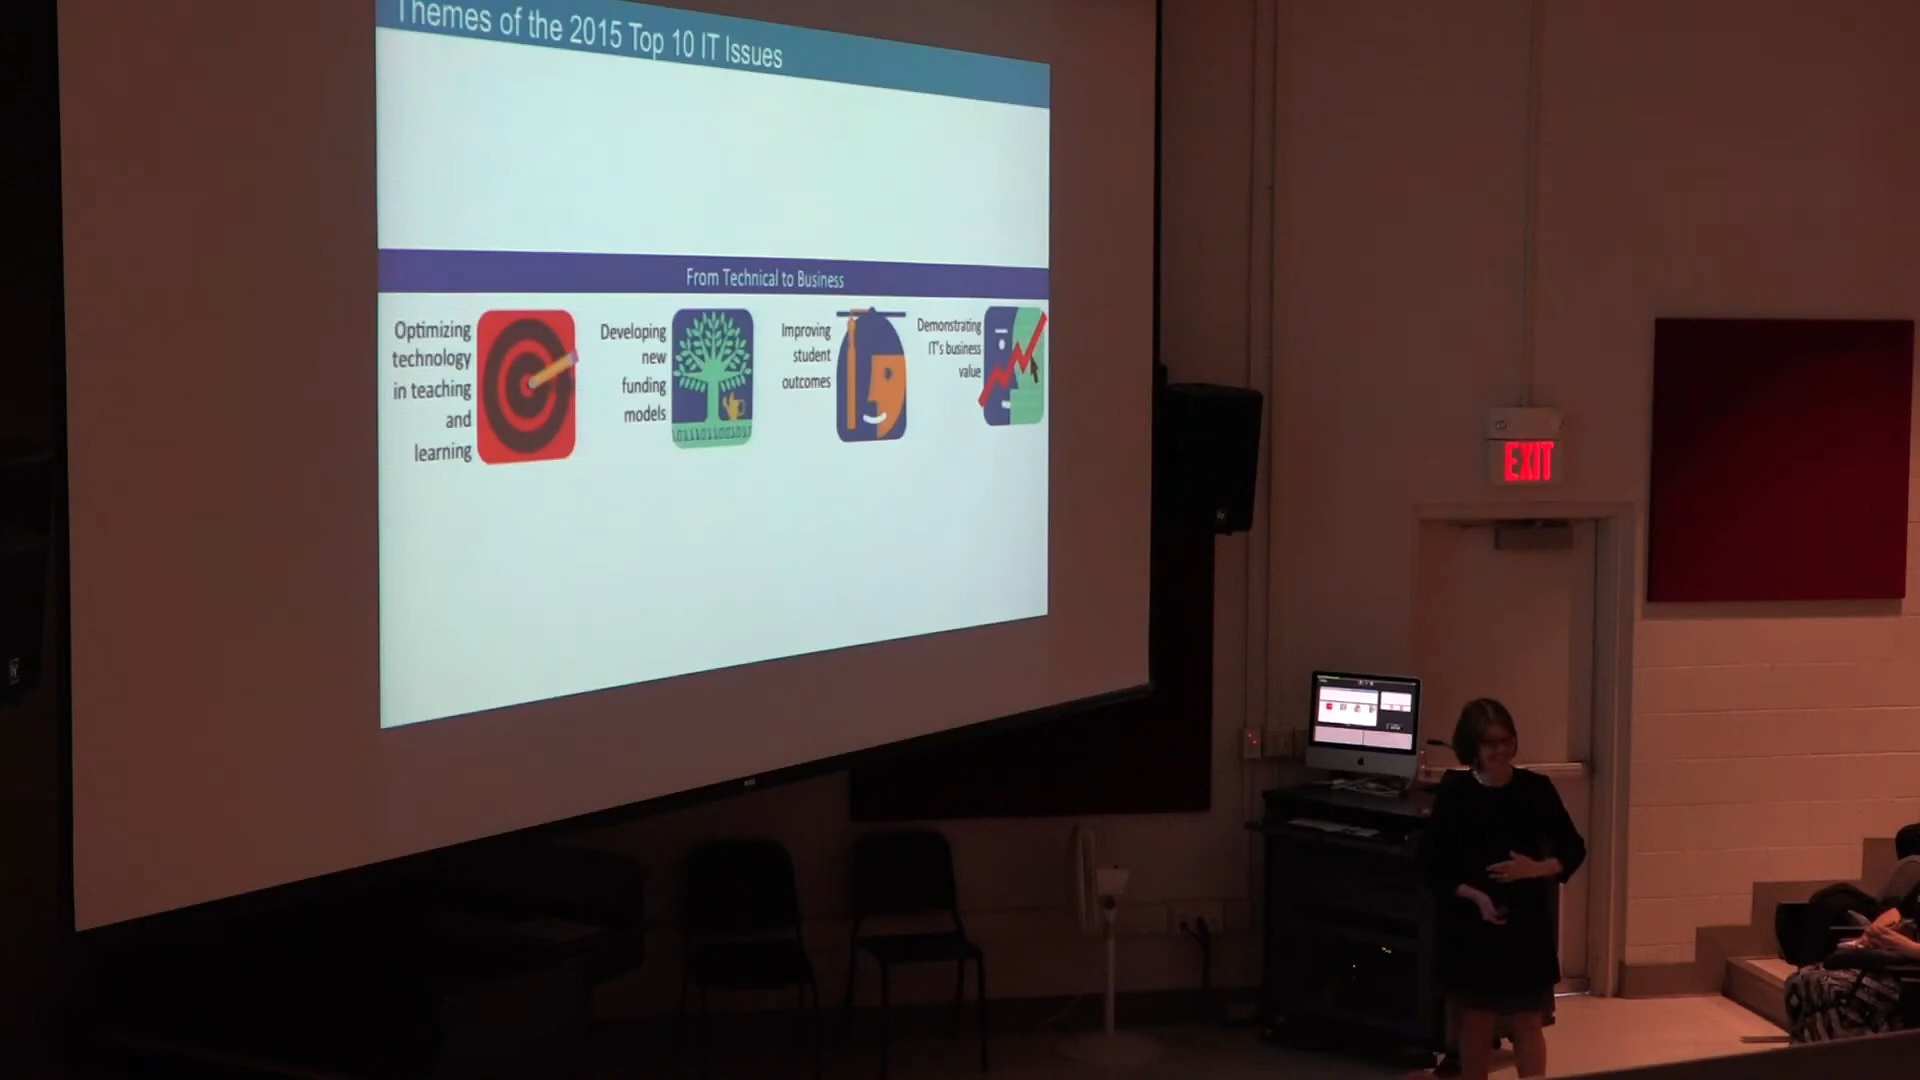 Themes of the 2015 Top 10 IT Issues
From Technical to Business
Optimizing
technology
in teaching
and
learning
Developing
new
funding
models
Improving
student
outcomes
Demonstrating
IT's business
value
EXIT